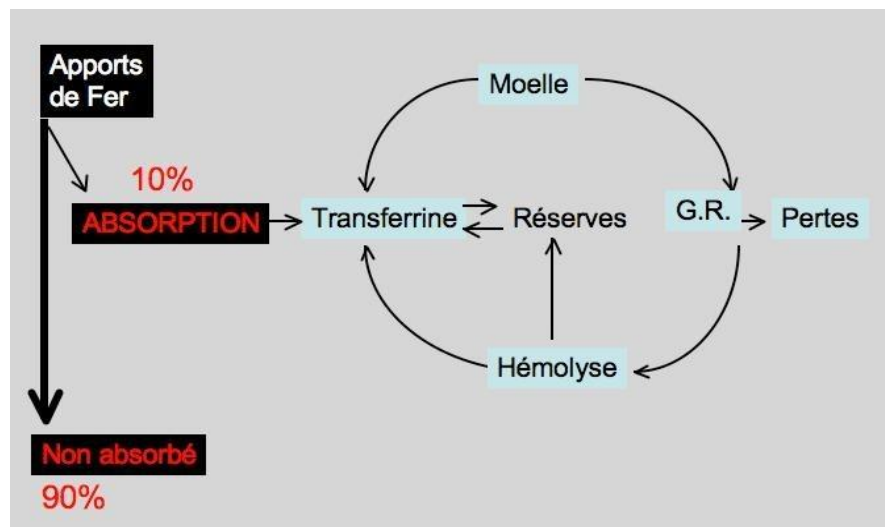 Apports
de Fer
Moelle
10%
ABSORPTION
Transferrine
Réserves
G.R.
Pertes
Hémolyse
Non absorbé
90%